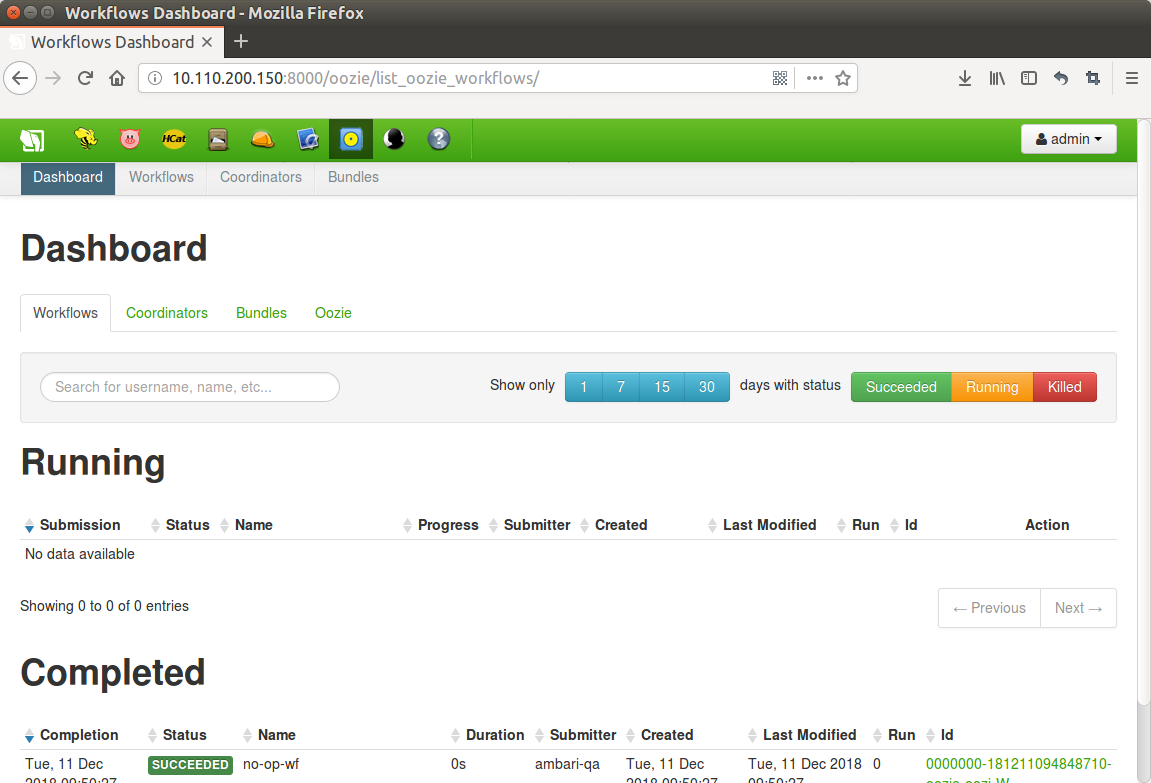 Workflows Dashboard - Mozilla Firefox
Workflows Dashboard
10.110.200.150:8000/oozie/list_oozie_workflows/
HCat
?
admin
Dashboard Workflows Coordinators Bundles
Dashboard
Workflows Coordinators Bundles Oozie
Search for username, name, etc... Show only 1 7 15 30 days with status Succeeded Running Killed
Running
Submission Status Name Progress Submitter Created Last Modified Run Id Action
No data available
Showing 0 to 0 of 0 entries
← Previous Next →
Completed
Completion Status Name Duration Submitter Created Last Modified Run Id
Tue, 11 Dec SUCCEEDED no-op-wf 0s ambari-qa Tue, 11 Dec Tue, 11 Dec 2018 0 0000000-181211094848710-